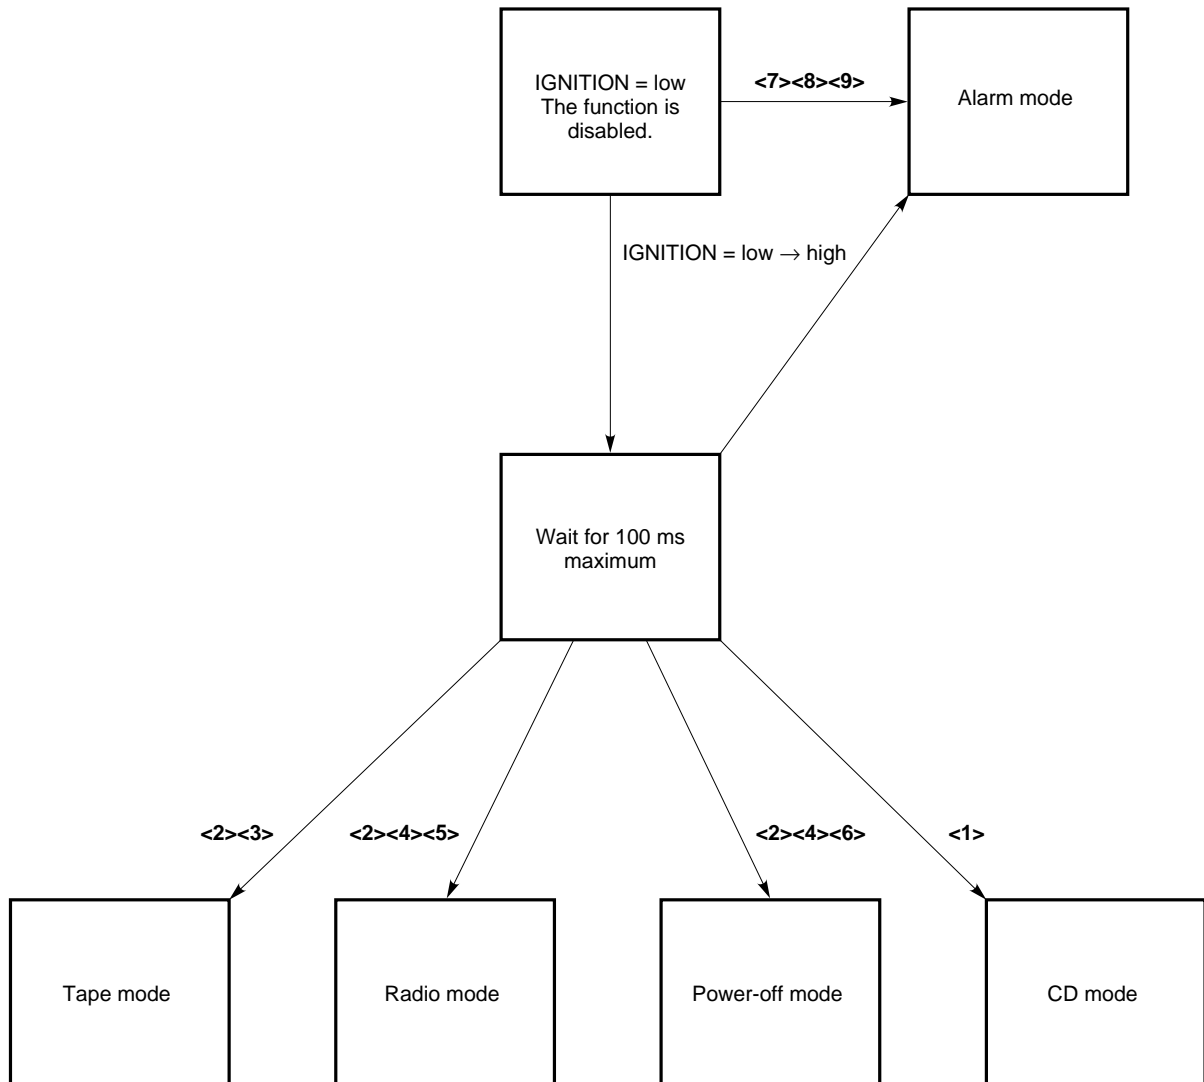 IGNITION = low
The function is
disabled.
<7><8><9>
Alarm mode
IGNITION = low → high
Wait for 100 ms
maximum
<2><3>
<2><4><5>
<2><4><6>
<1>
Tape mode
Radio mode
Power-off mode
CD mode